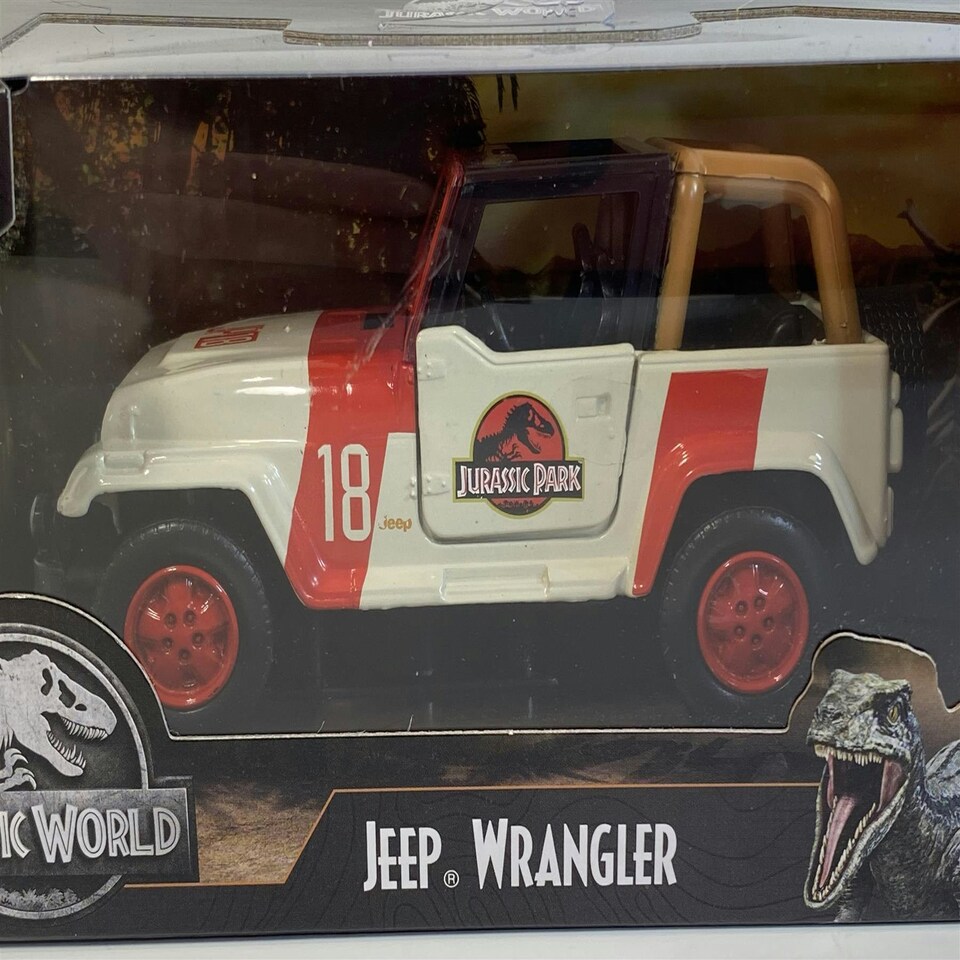 18
Jeep
JURASSIC PARK
IC WORLD
JEEP® WRANGLER